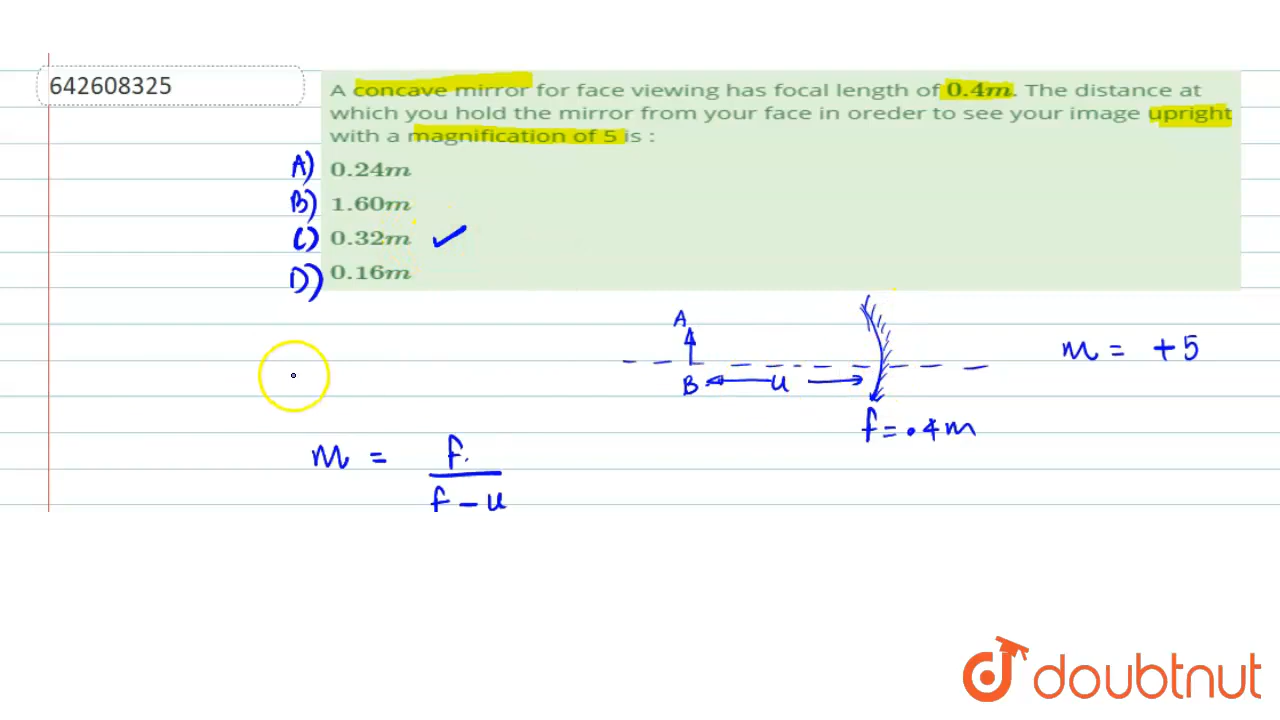 642608325
A concave mirror for face viewing has focal length of 0.4m. The distance at
which you hold the mirror from your face in oreder to see your image upright
with a magnification of 5 is :
A) 0.24m
B) 1.60m
C) 0.32m
D) 0.16m
A
B u
m = +5
f = .4m
m = f
f - u
doubtnut